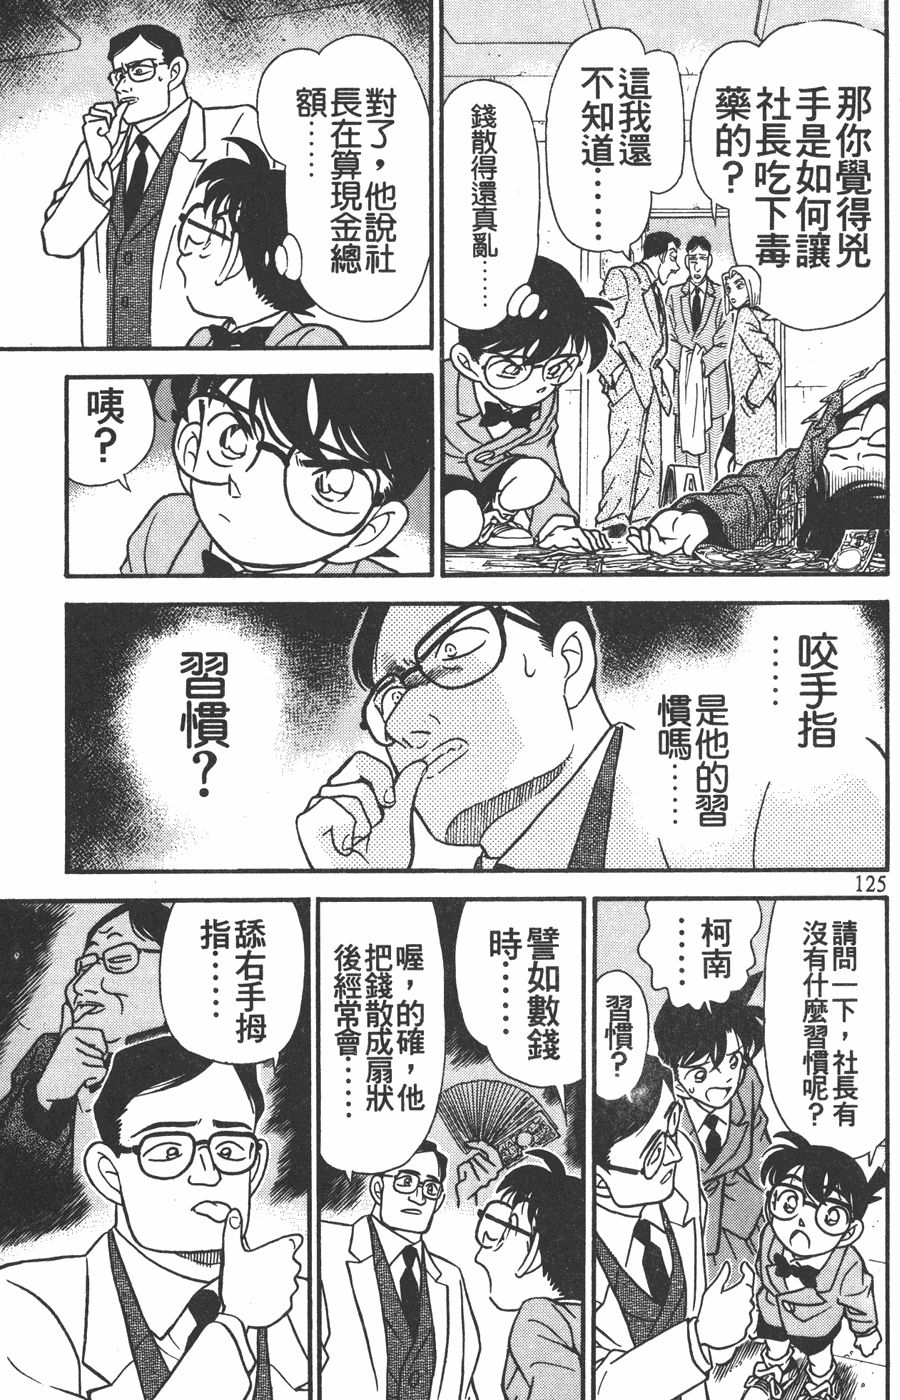 那你覺得兇
手是如何讓
社長吃下毒
藥的？
這我還
不知道……
錢散得還真亂……
對了，他說社
長在算現金總
額……
咦？
咬手指
……
是他的習
慣嗎……
習慣？
125
請問一下，社長有
沒有什麼習慣呢？
柯南
……
習慣？
譬如數錢
時……
喔，的確，他
把錢散成扇狀
後經常會……
舔右手拇
指……